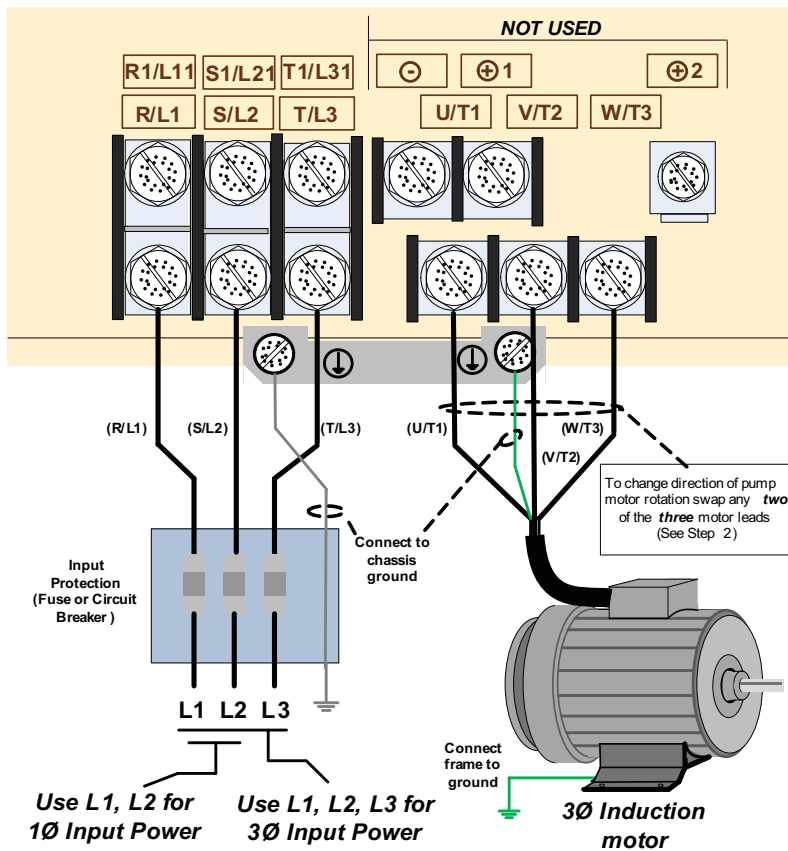 NOT USED
R1/L11 S1/L21 T1/L31 ⊖ ⊕1 ⊕2
R/L1 S/L2 T/L3 U/T1 V/T2 W/T3
(R/L1) (S/L2) (T/L3) (U/T1) (W/T3)
(V/T2)
To change direction of pump
motor rotation swap any two
of the three motor leads
(See Step 2)
Connect to
chassis
ground
Input
Protection
(Fuse or Circuit
Breaker )
L1 L2 L3
Use L1, L2 for
1Ø Input Power
Use L1, L2, L3 for
3Ø Input Power
Connect
frame to
ground
3Ø Induction
motor